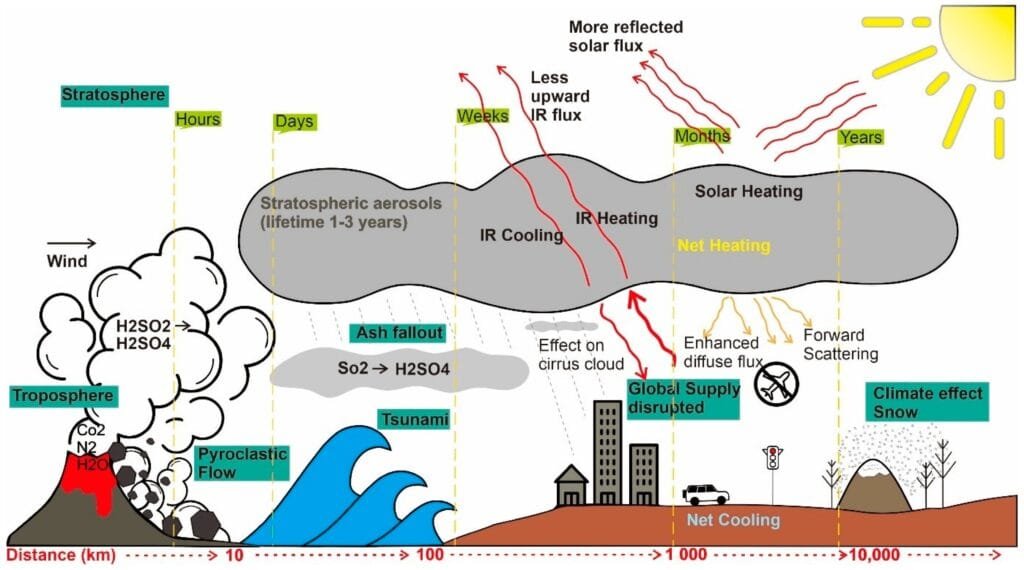 More reflected
solar flux
Less
upward
IR flux
Stratosphere
Hours
Days
Weeks
Months
Years
Stratospheric aerosols
(lifetime 1-3 years)
IR Cooling
IR Heating
Solar Heating
Net Heating
Wind
H2SO2→
H2SO4
Ash fallout
So2→ H2SO4
Effect on
cirrus cloud
Enhanced
diffuse flux
Forward
Scattering
Troposphere
Co2
N2
H2O
Pyroclastic
Flow
Tsunami
Global Supply
disrupted
Climate effect
Snow
Net Cooling
Distance (km) 10 100 1 000 10,000